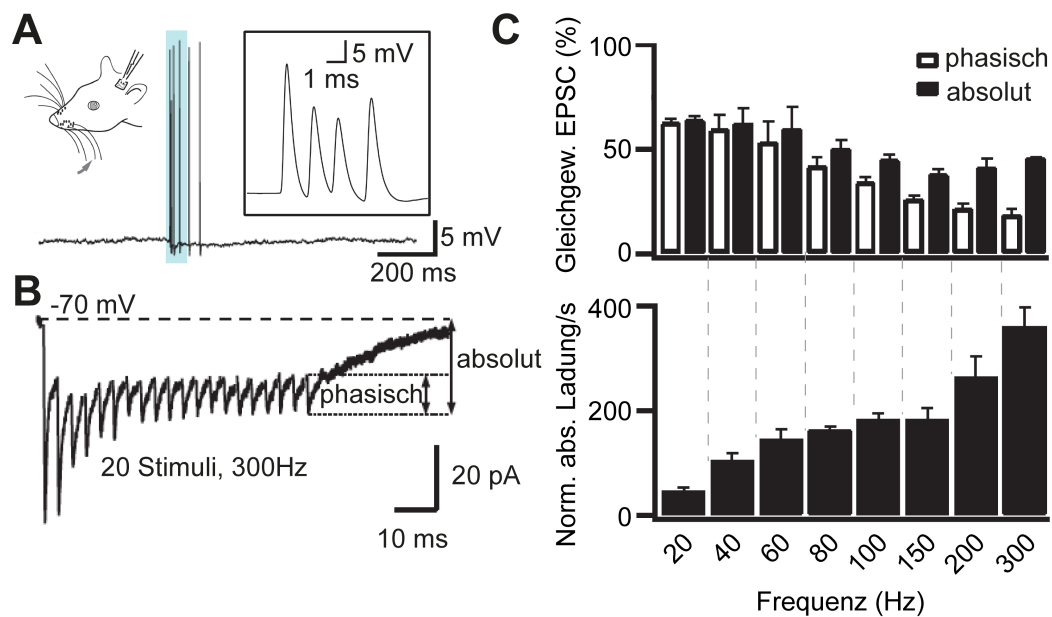 A
5 mV
1 ms
5 mV
200 ms
B
-70 mV
absolut
phasisch
20 Stimuli, 300Hz
20 pA
10 ms
C
Gleichgew. EPSC (%)
100
50
0
phasisch
absolut
Norm. abs. Ladung/s
400
200
0
20 40 60 80 100 150 200 300
Frequenz (Hz)